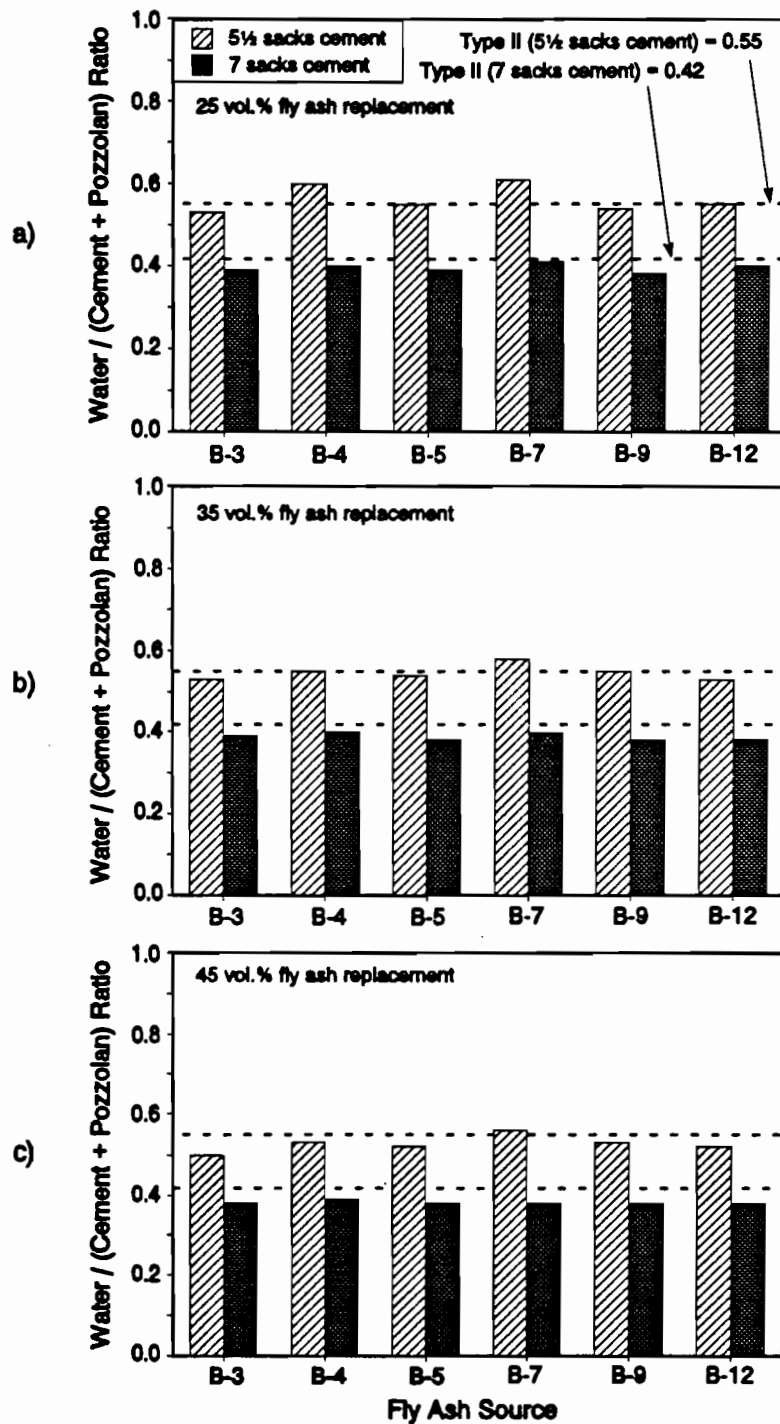 5½ sacks cement
7 sacks cement
Type II (5½ sacks cement) = 0.55
Type II (7 sacks cement) = 0.42
25 vol.% fly ash replacement
a)
Water / (Cement + Pozzolan) Ratio
1.0
0.8
0.6
0.4
0.2
0.0
B-3 B-4 B-5 B-7 B-9 B-12
35 vol.% fly ash replacement
b)
Water / (Cement + Pozzolan) Ratio
1.0
0.8
0.6
0.4
0.2
0.0
B-3 B-4 B-5 B-7 B-9 B-12
45 vol.% fly ash replacement
c)
Water / (Cement + Pozzolan) Ratio
1.0
0.8
0.6
0.4
0.2
0.0
B-3 B-4 B-5 B-7 B-9 B-12
Fly Ash Source